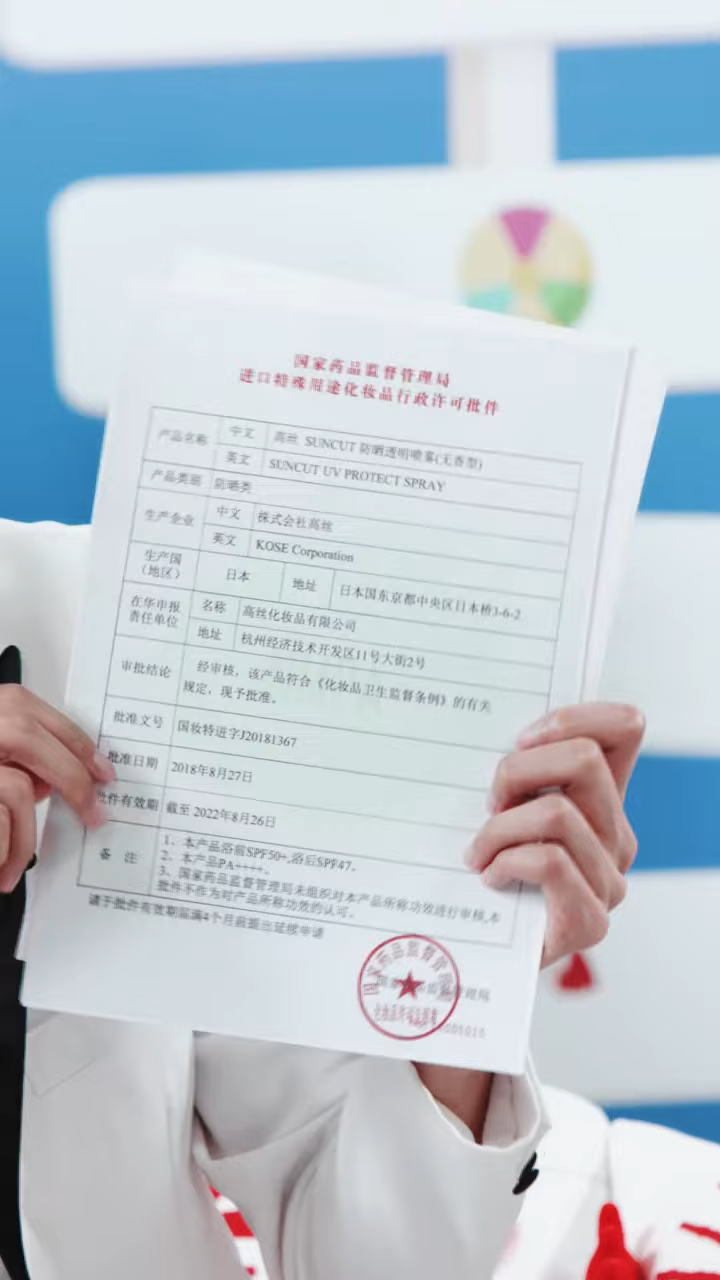 国家药品监督管理局
进口特殊用途化妆品行政许可批件
产品名称 中文 高丝 SUNCUT 防晒透明喷雾(无香型)
英文 SUNCUT UV PROTECT SPRAY
产品类别 防晒类
生产企业 中文 株式会社高丝
英文 KOSE Corporation
生产国（地区） 日本 地址 日本国东京都中央区日本桥3-6-2
在华申报责任单位 名称 高丝化妆品有限公司
地址 杭州经济技术开发区11号大街2号
审批结论 经审核，该产品符合《化妆品卫生监督条例》的有关
规定，现予批准。
批准文号 国妆特进字J20181367
批准日期 2018年8月27日
批件有效期 截至 2022年8月26日
备 注 1、本产品浴前SPF50+,浴后SPF47。
2、本产品PA++++。
3、国家药品监督管理局未组织对本产品所称功效进行审核,本
批件不作为对产品所称功效的认可。
请于批件有效期届满4个月前提出延续申请
国家药品监督管理局